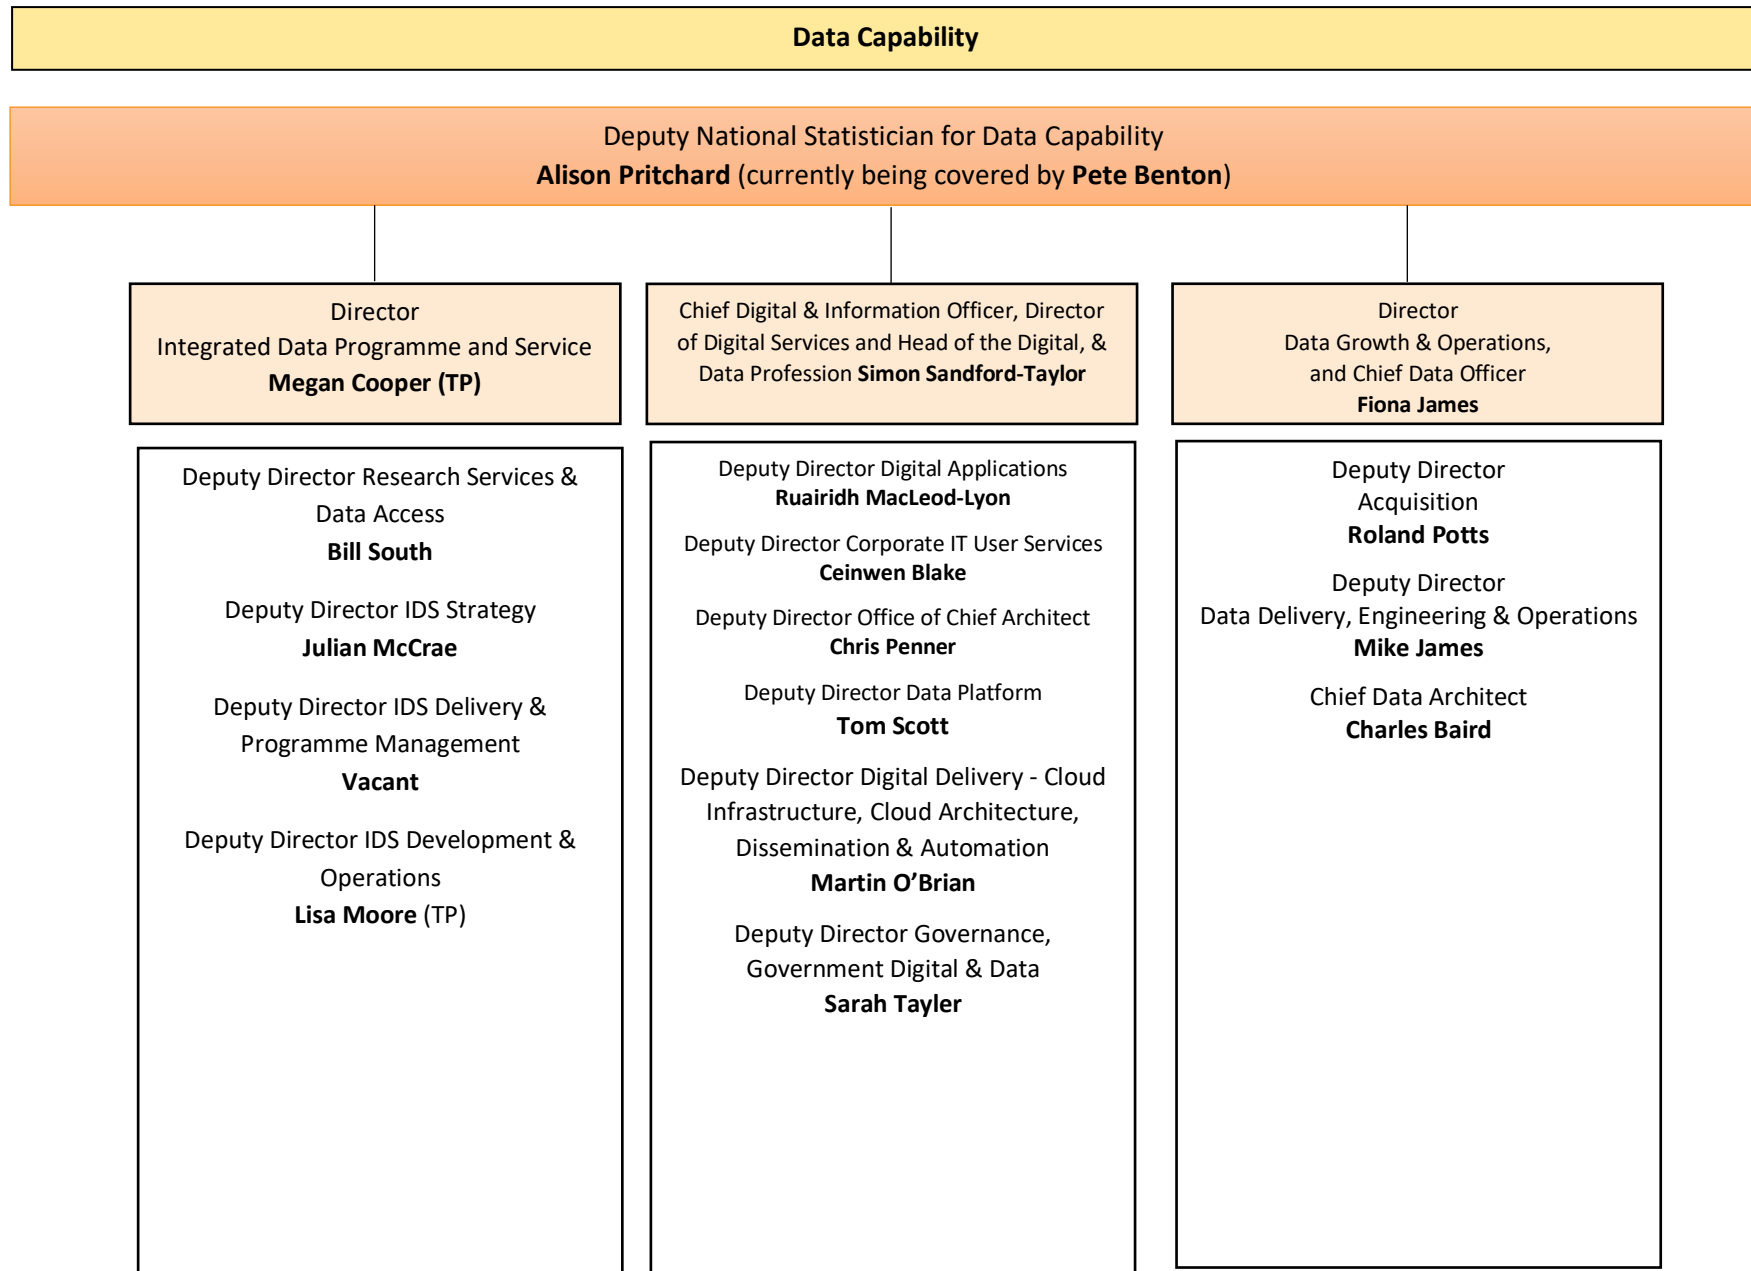 Data Capability
Deputy National Statistician for Data Capability
Alison Pritchard (currently being covered by Pete Benton)
Director
Integrated Data Programme and Service
Megan Cooper (TP)
Chief Digital & Information Officer, Director
of Digital Services and Head of the Digital, &
Data Profession Simon Sandford-Taylor
Director
Data Growth & Operations,
and Chief Data Officer
Fiona James
Deputy Director Research Services &
Data Access
Bill South
Deputy Director IDS Strategy
Julian McCrae
Deputy Director IDS Delivery &
Programme Management
Vacant
Deputy Director IDS Development &
Operations
Lisa Moore (TP)
Deputy Director Digital Applications
Ruairidh MacLeod-Lyon
Deputy Director Corporate IT User Services
Ceinwen Blake
Deputy Director Office of Chief Architect
Chris Penner
Deputy Director Data Platform
Tom Scott
Deputy Director Digital Delivery - Cloud
Infrastructure, Cloud Architecture,
Dissemination & Automation
Martin O’Brian
Deputy Director Governance,
Government Digital & Data
Sarah Tayler
Deputy Director
Acquisition
Roland Potts
Deputy Director
Data Delivery, Engineering & Operations
Mike James
Chief Data Architect
Charles Baird